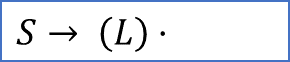 S → (L) ·